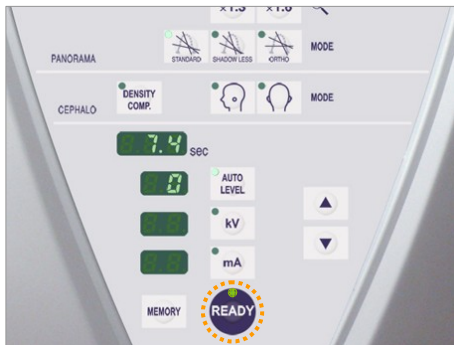 ×1.3 ×1.6
STANDARD SHADOW LESS ORTHO MODE
PANORAMA
DENSITY COMP. MODE
CEPHALO
7.4 sec
0 AUTO LEVEL
kV
mA
MEMORY READY